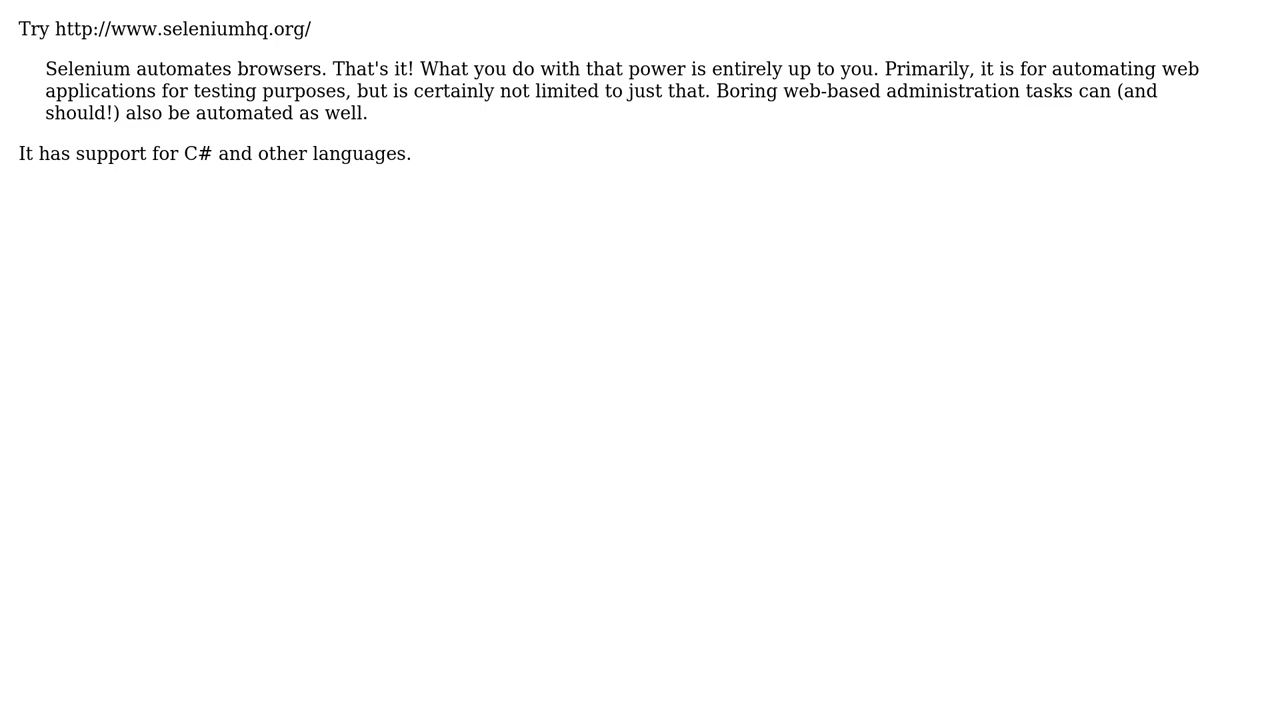 Try http://www.seleniumhq.org/
Selenium automates browsers. That's it! What you do with that power is entirely up to you. Primarily, it is for automating web
applications for testing purposes, but is certainly not limited to just that. Boring web-based administration tasks can (and
should!) also be automated as well.
It has support for C# and other languages.